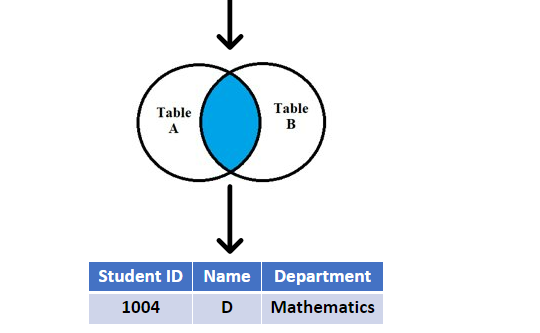 Table
A
Table
B
Student ID Name Department
1004 D Mathematics